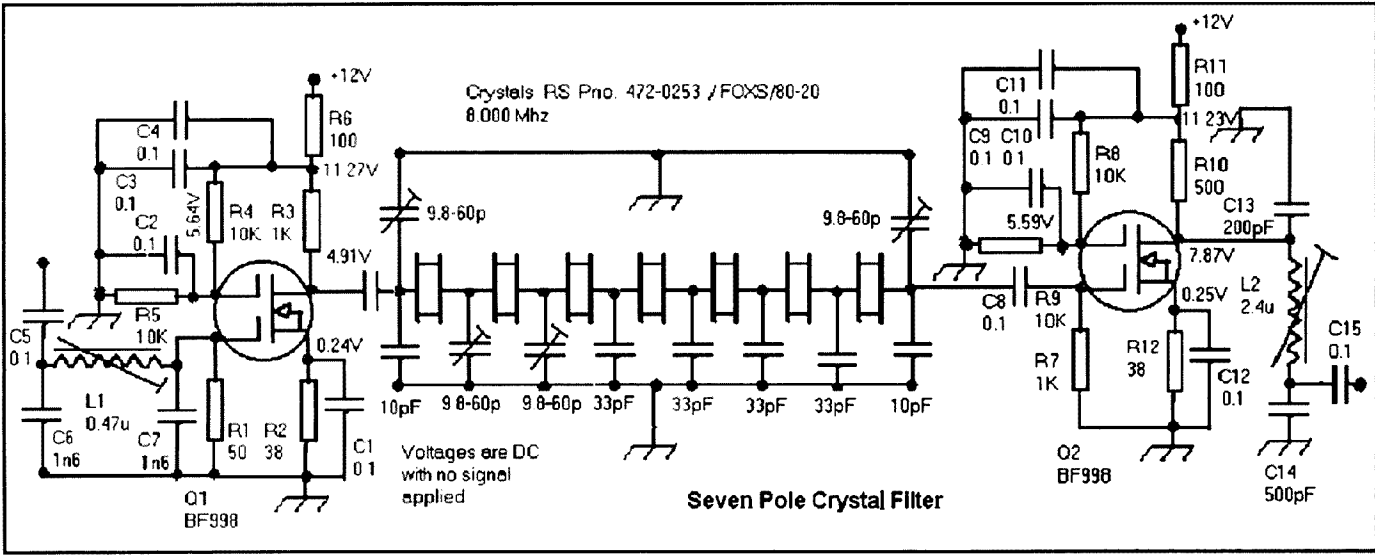 +12V
R6
100
C4
0.1
C3
0.1
C2
0.1
5.64V
R4
10K
R3
1K
11.27V
4.91V
R5
10K
C5
0.1
L1
0.47u
C6
1n6
C7
1n6
R1
50
R2
38
0.24V
C1
0.1
Q1
BF998
Crystals RS Pno. 472-0253 / FOXS/80-20
8.000 Mhz
9.8-60p
9.8-60p
10pF
9.8-60p
9.8-60p
33pF
33pF
33pF
33pF
10pF
Voltages are DC
with no signal
applied
Seven Pole Crystal Filter
+12V
R11
100
C11
0.1
C9
0.1
C10
0.1
R8
10K
11.23V
R10
500
5.59V
C8
0.1
R9
10K
R7
1K
7.87V
0.25V
R12
38
C12
0.1
Q2
BF998
C13
200pF
L2
2.4u
C15
0.1
C14
500pF